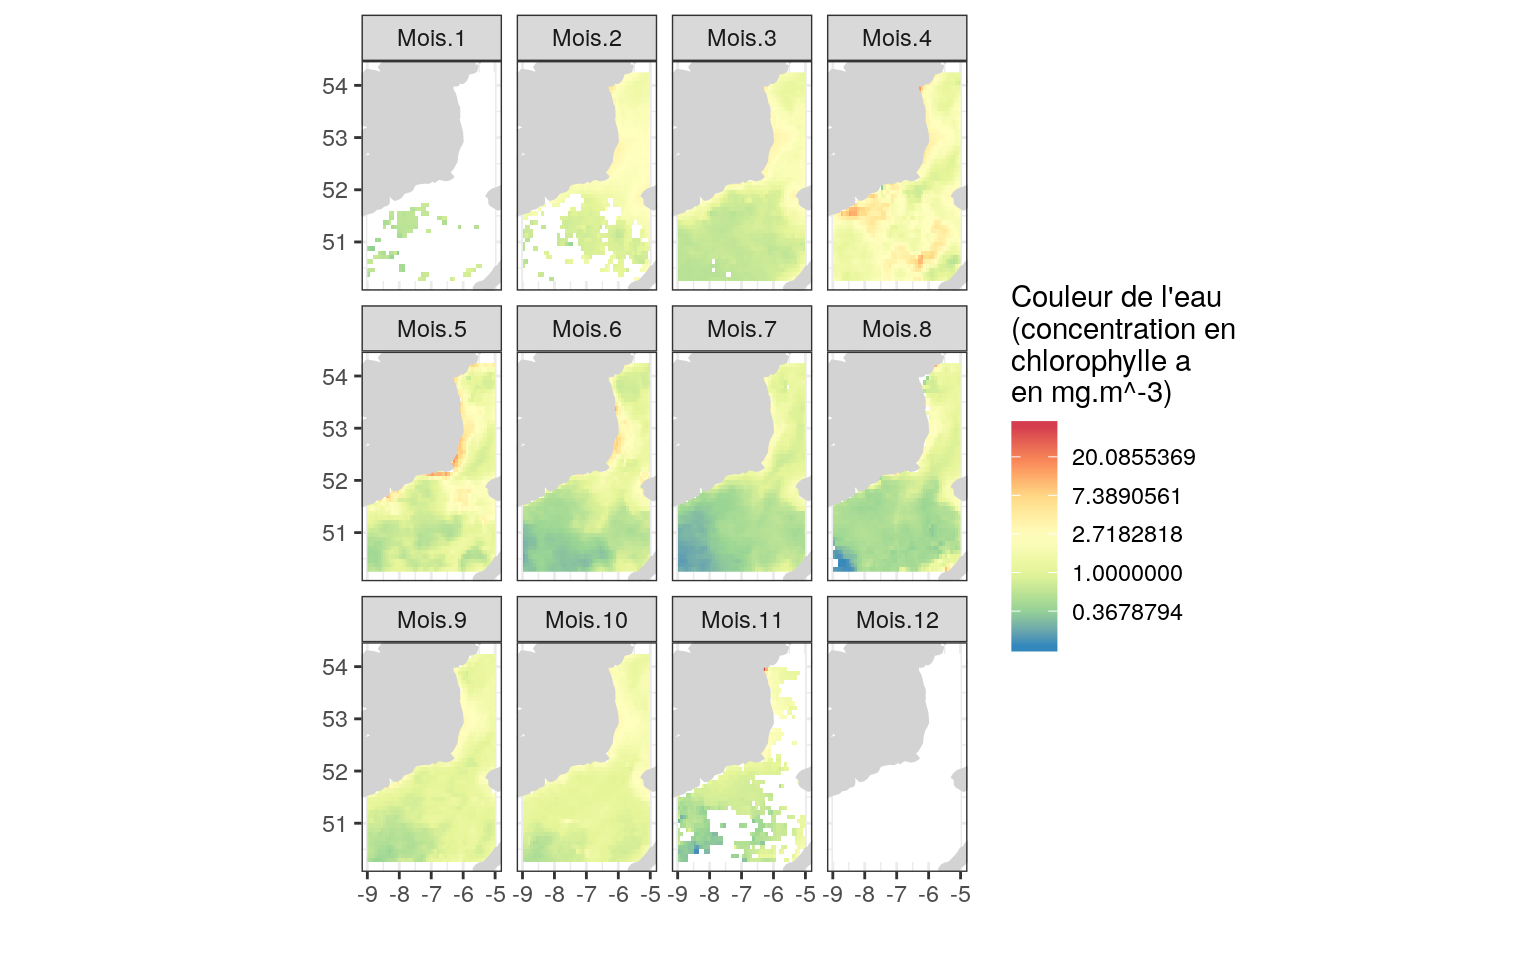 Mois.1 Mois.2 Mois.3 Mois.4
54
53
52
51
Mois.5 Mois.6 Mois.7 Mois.8
54
53
52
51
Mois.9 Mois.10 Mois.11 Mois.12
54
53
52
51
-9 -8 -7 -6 -5 -9 -8 -7 -6 -5 -9 -8 -7 -6 -5 -9 -8 -7 -6 -5
Couleur de l'eau
(concentration en
chlorophylle a
en mg.m^-3)
20.0855369
7.3890561
2.7182818
1.0000000
0.3678794